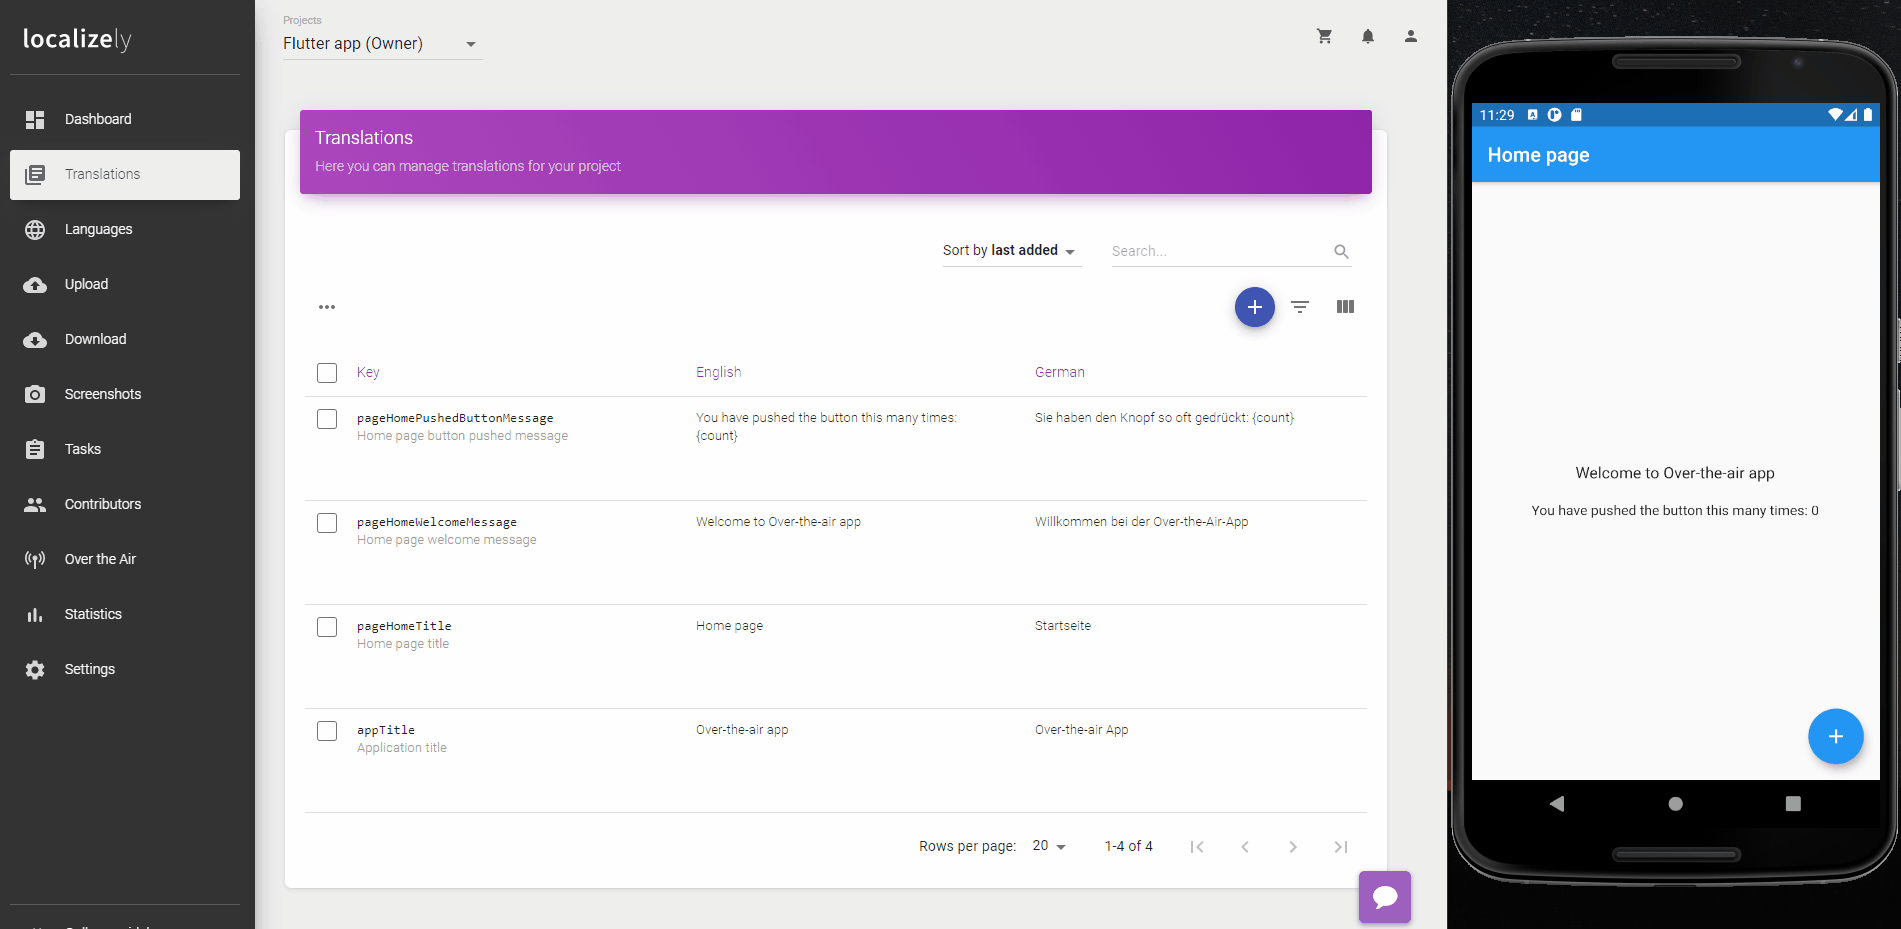 localizely
Dashboard
Translations
Languages
Upload
Download
Screenshots
Tasks
Contributors
Over the Air
Statistics
Settings
Projects
Flutter app (Owner)
Translations
Here you can manage translations for your project
Sort by last added
Search...
Key English German
pageHomePushedButtonMessage
Home page button pushed message
You have pushed the button this many times:
{count}
Sie haben den Knopf so oft gedrückt: {count}
pageHomeWelcomeMessage
Home page welcome message
Welcome to Over-the-air app
Willkommen bei der Over-the-Air-App
pageHomeTitle
Home page title
Home page
Startseite
appTitle
Application title
Over-the-air app
Over-the-air App
Rows per page: 20 1-4 of 4
11:29
Home page
Welcome to Over-the-air app
You have pushed the button this many times: 0